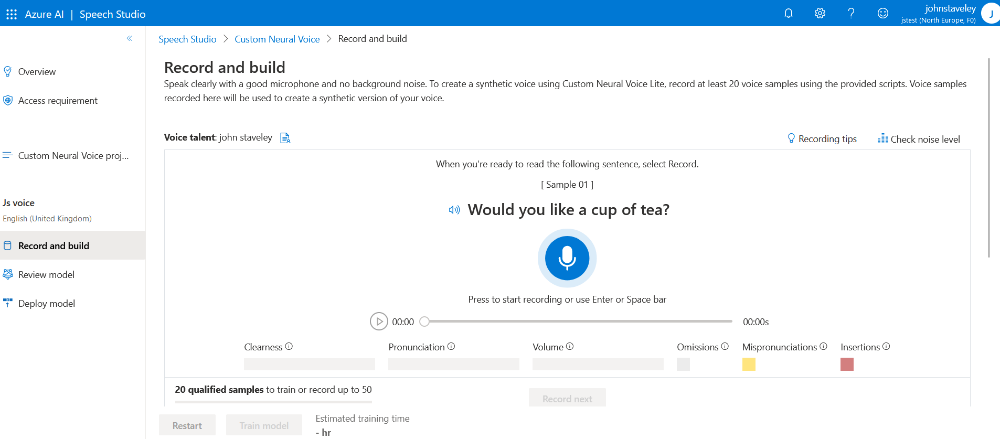 Azure AI | Speech Studio
johnstaveley
jstest (North Europe, F0)
J
Speech Studio > Custom Neural Voice > Record and build
Overview
Access requirement
Custom Neural Voice proj...
Js voice
English (United Kingdom)
Record and build
Review model
Deploy model
Record and build
Speak clearly with a good microphone and no background noise. To create a synthetic voice using Custom Neural Voice Lite, record at least 20 voice samples using the provided scripts. Voice samples
recorded here will be used to create a synthetic version of your voice.
Voice talent: john staveley
Recording tips
Check noise level
When you're ready to read the following sentence, select Record.
[ Sample 01 ]
Would you like a cup of tea?
Press to start recording or use Enter or Space bar
00:00
00:00s
Clearness
Pronunciation
Volume
Omissions
Mispronunciations
Insertions
20 qualified samples to train or record up to 50
Record next
Restart
Train model
Estimated training time
- hr